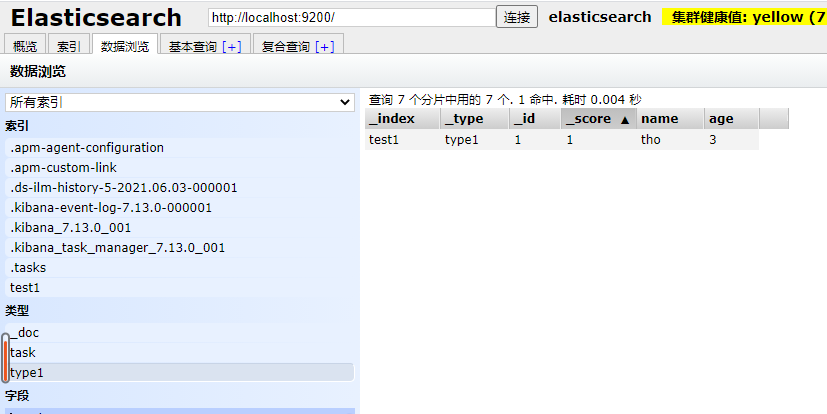 Elasticsearch http://localhost:9200/ 连接 elasticsearch 集群健康值: yellow (7
概览 索引 数据浏览 基本查询 [+] 复合查询 [+]
数据浏览
所有索引
索引
.apm-agent-configuration
.apm-custom-link
.ds-ilm-history-5-2021.06.03-000001
.kibana-event-log-7.13.0-000001
.kibana_7.13.0_001
.kibana_task_manager_7.13.0_001
.tasks
test1
类型
_doc
task
type1
字段
查询 7 个分片中用的 7 个. 1 命中. 耗时 0.004 秒
_index _type _id _score ▲ name age
test1 type1 1 1 tho 3